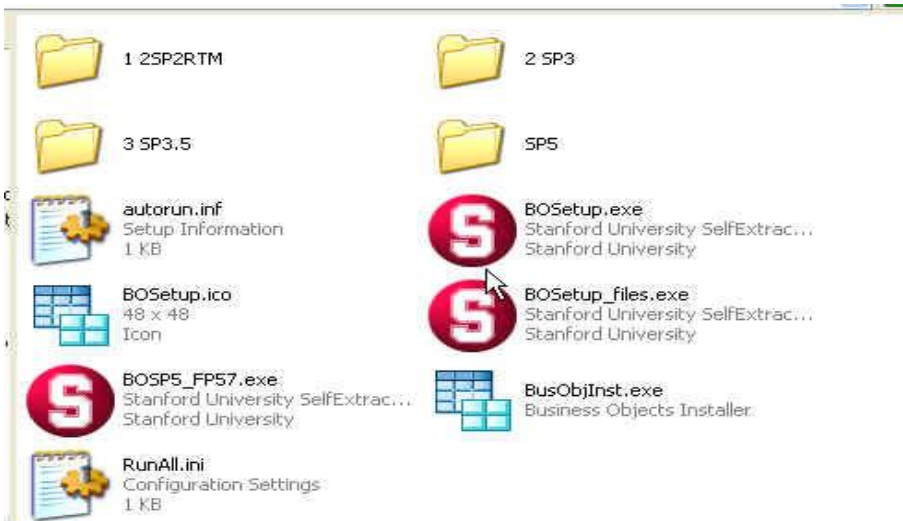 1 2SP2RTM
2 SP3
3 SP3.5
SP5
autorun.inf
Setup Information
1 KB
BOSetup.exe
Stanford University SelfExtrac...
Stanford University
BOSetup.ico
48 x 48
Icon
BOSetup_files.exe
Stanford University SelfExtrac...
Stanford University
BOSP5_FP57.exe
Stanford University SelfExtrac...
Stanford University
BusObjInst.exe
Business Objects Installer
RunAll.ini
Configuration Settings
1 KB
S
S
S